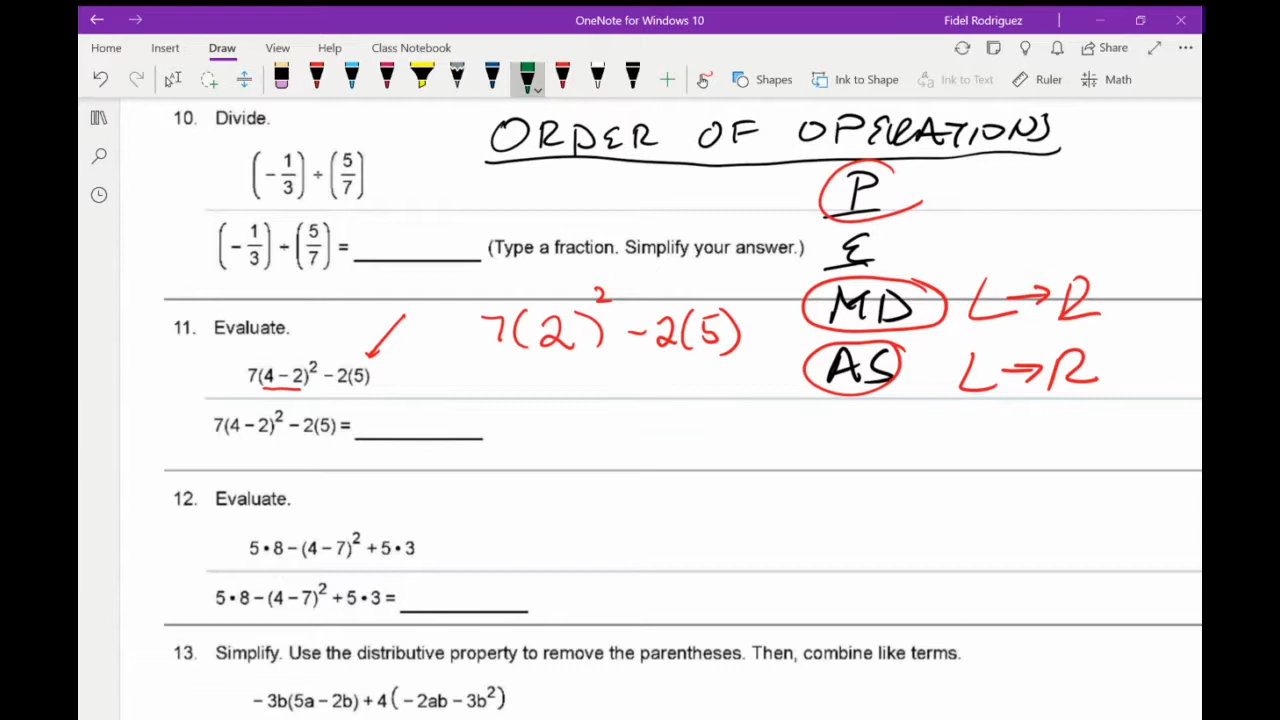 OneNote for Windows 10
Fidel Rodriguez
Home Insert Draw View Help Class Notebook Share
Shapes Ink to Shape Ink to Text Ruler Math
10. Divide.
(-1/3) ÷ (5/7)
(-1/3) ÷ (5/7) = __________ (Type a fraction. Simplify your answer.)
ORDER OF OPERATIONS
P
E
MD L→R
AS L→R
11. Evaluate.
7(4-2)² - 2(5)
7(2)² - 2(5)
7(4-2)² - 2(5) = __________
12. Evaluate.
5•8-(4-7)²+5•3
5•8-(4-7)²+5•3 = __________
13. Simplify. Use the distributive property to remove the parentheses. Then, combine like terms.
-3b(5a-2b)+4(-2ab-3b²)